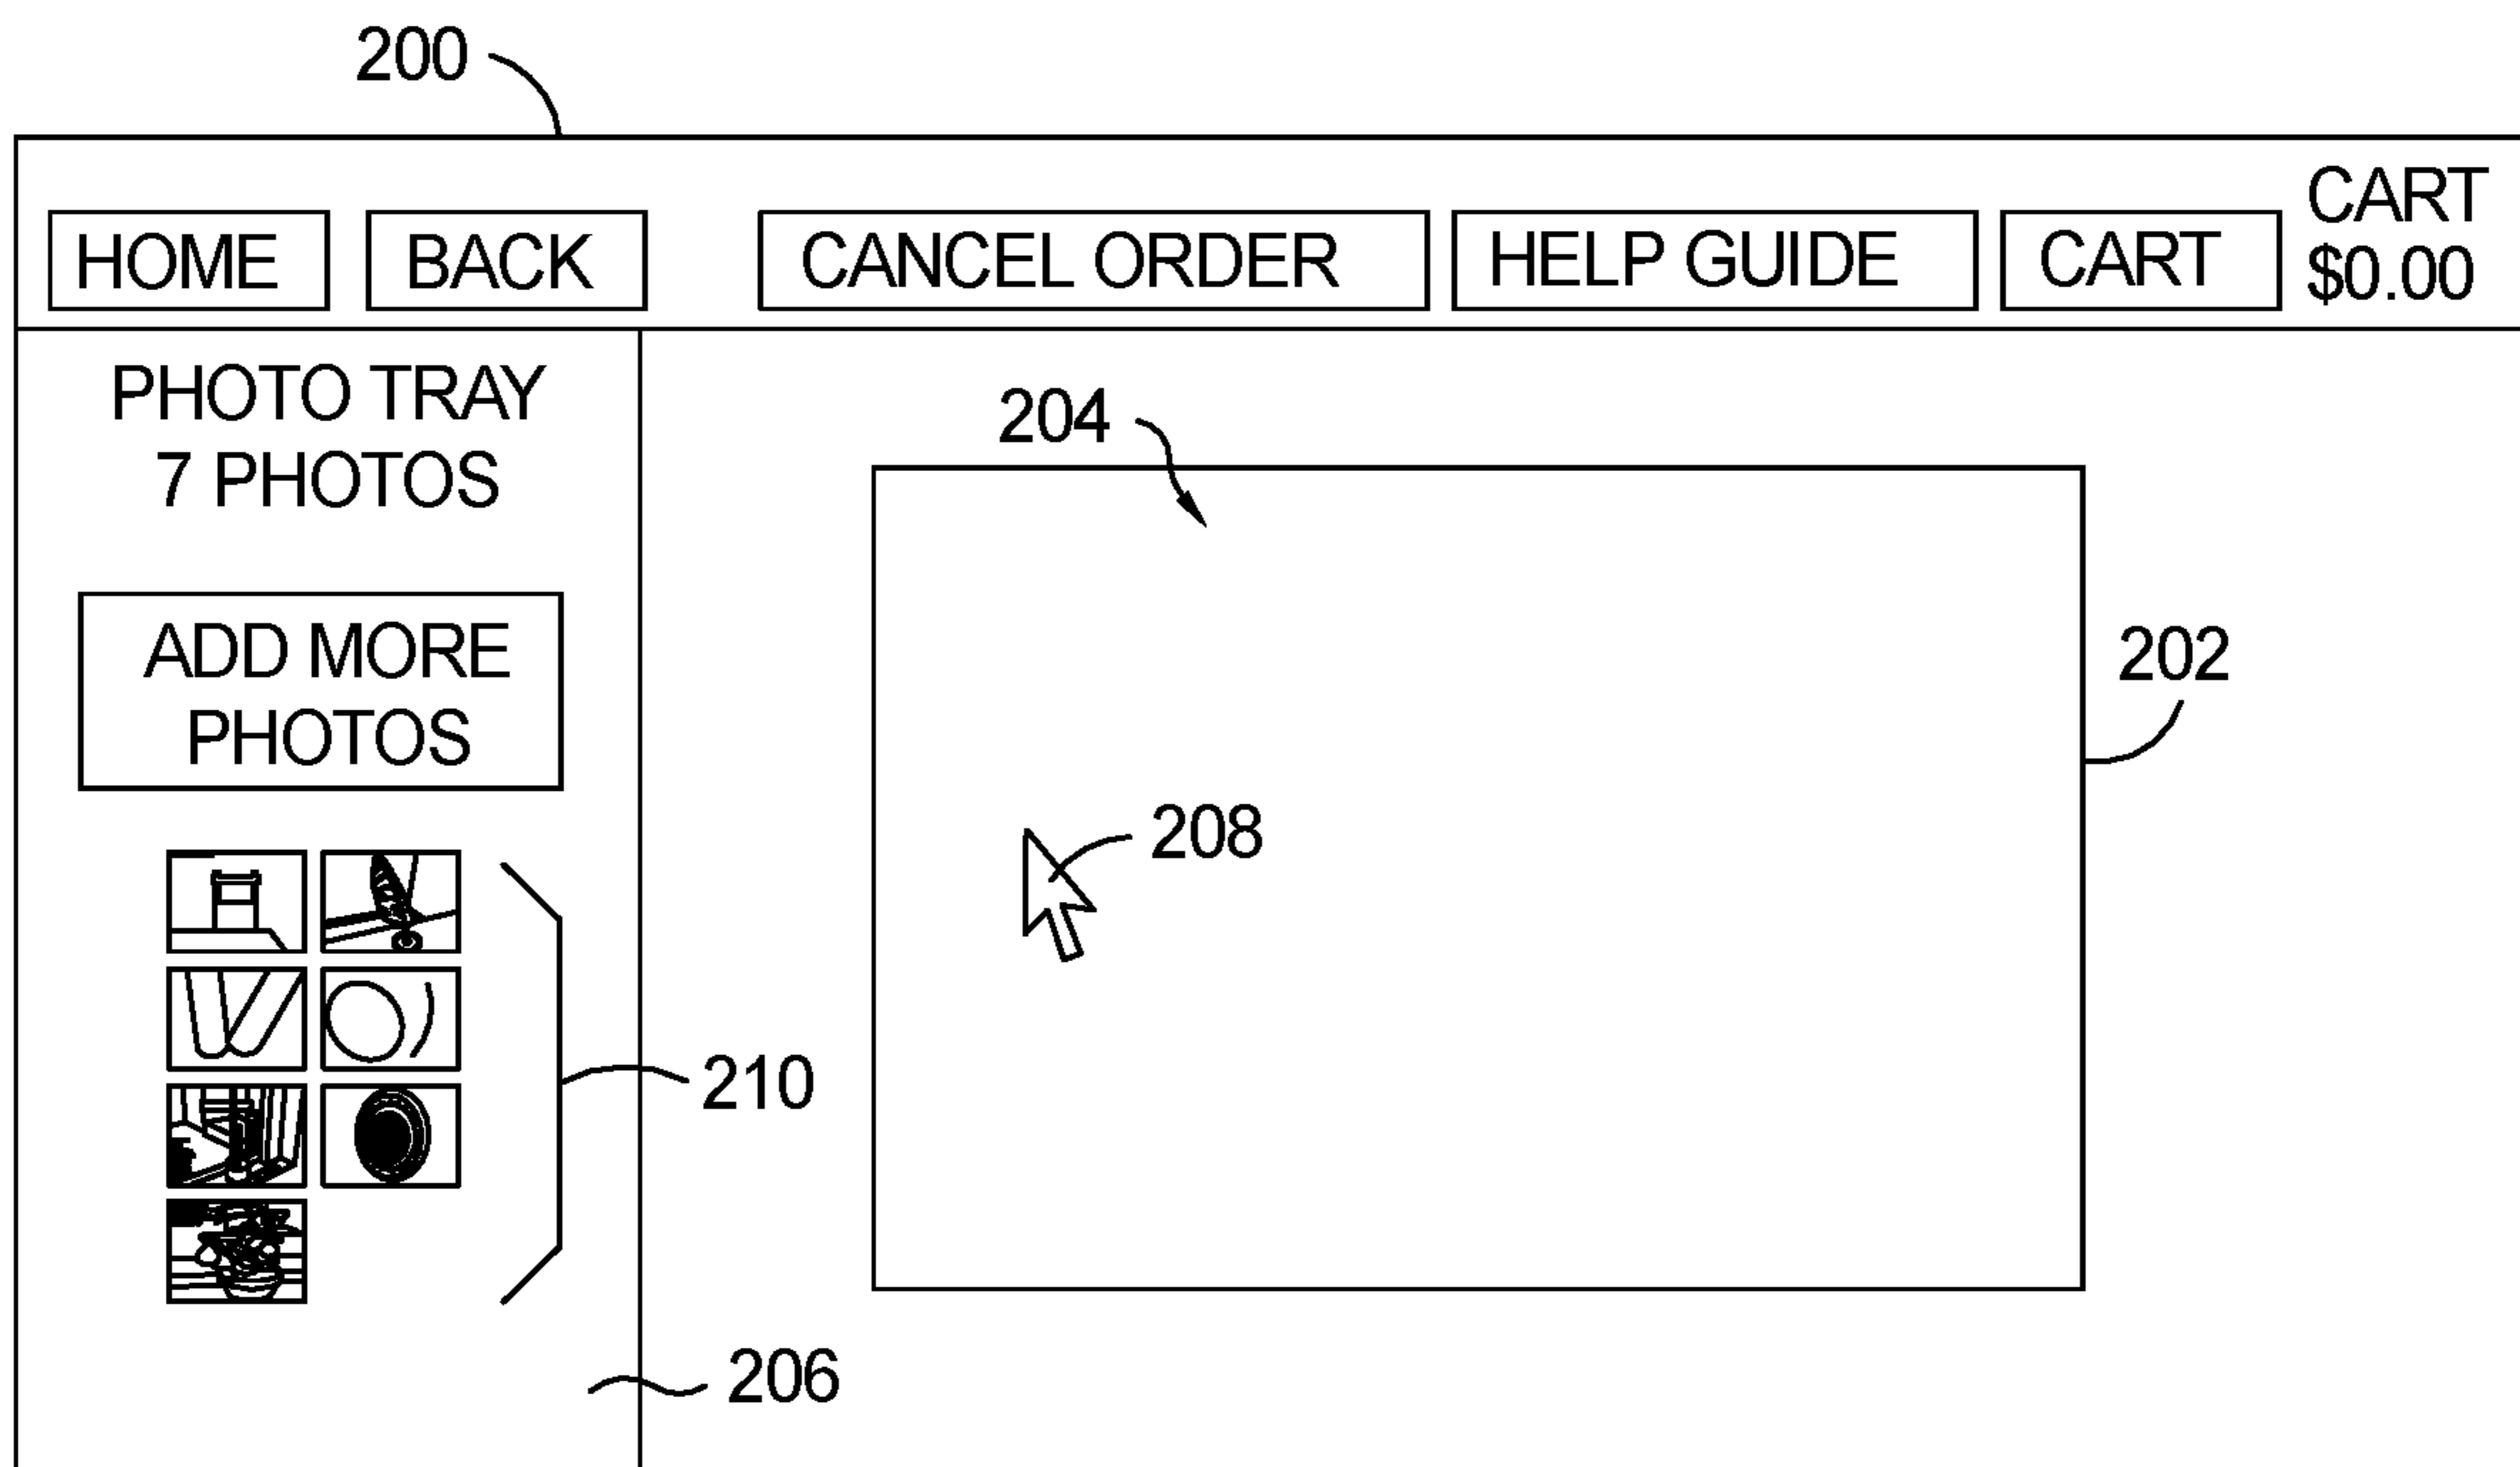 200
HOME
BACK
CANCEL ORDER
HELP GUIDE
CART
CART
$0.00
PHOTO TRAY
7 PHOTOS
204
ADD MORE
PHOTOS
202
208
210
206